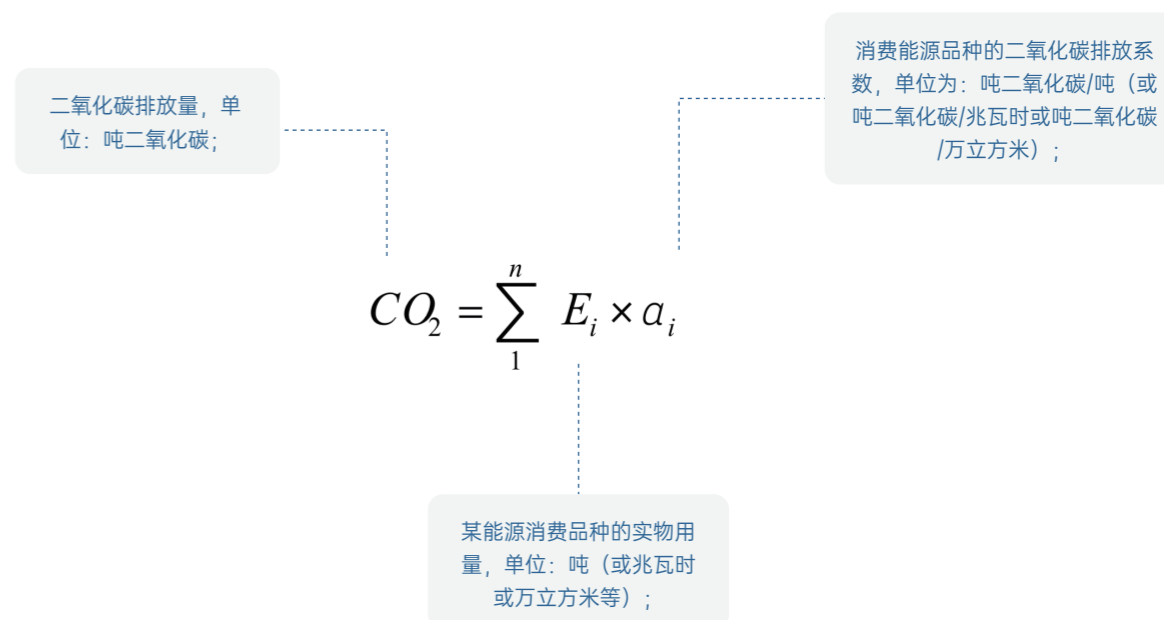 消费能源品种的二氧化碳排放系
数，单位为：吨二氧化碳/吨（或
吨二氧化碳/兆瓦时或吨二氧化碳
/万立方米）;
二氧化碳排放量，单
位：吨二氧化碳;
n
CO₂ = ∑ Eᵢ × aᵢ
1
某能源消费品种的实物用
量，单位：吨（或兆瓦时
或万立方米等）;